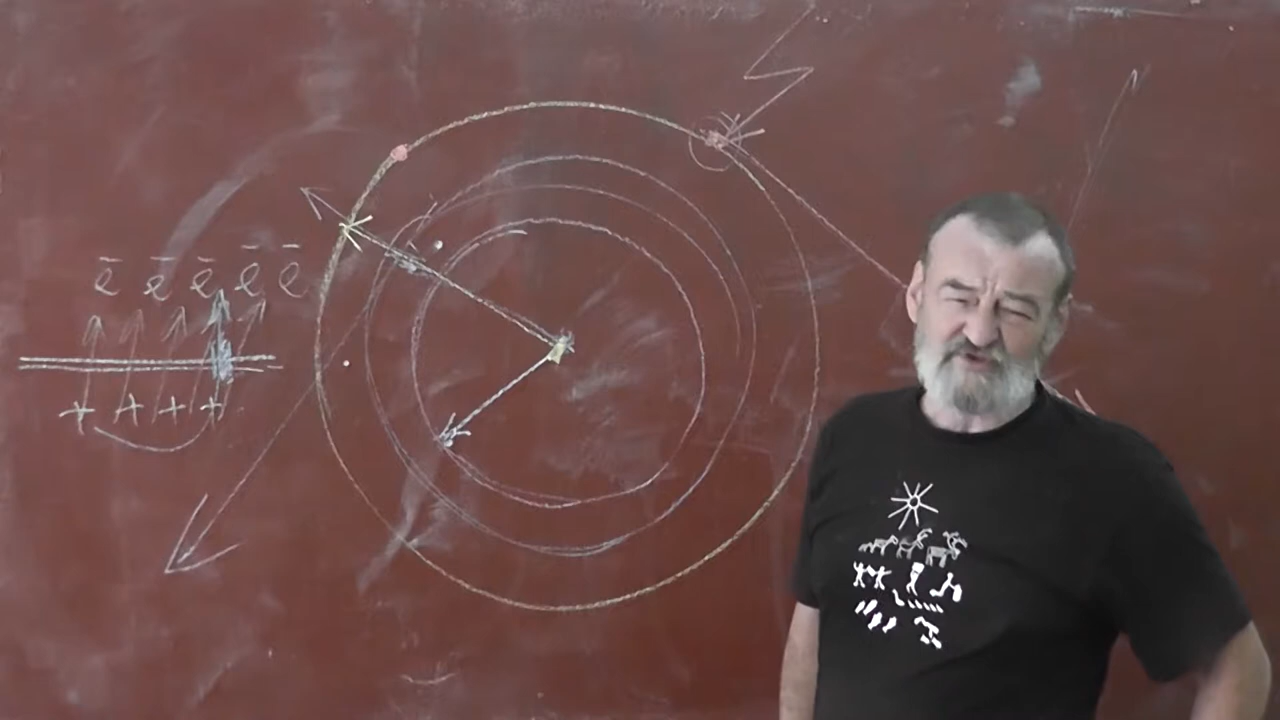 ē ē ē ē ē
+ + + +